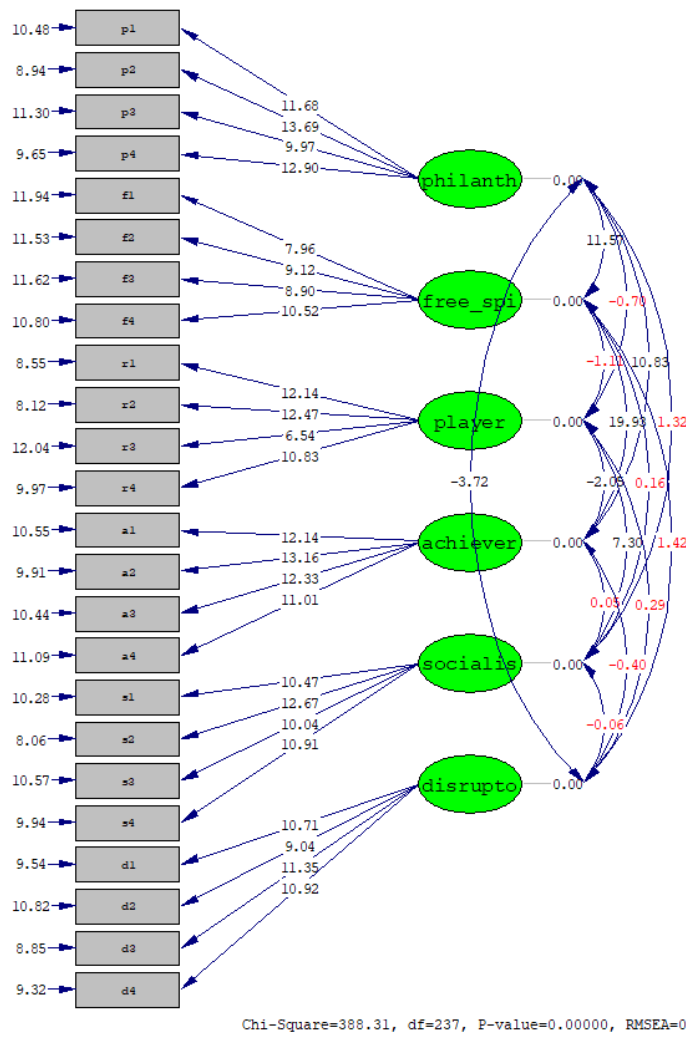 10.48 p1
8.94 p2
11.30 p3
9.65 p4
11.94 f1
11.53 f2
11.62 f3
10.80 f4
8.55 r1
8.12 r2
12.04 r3
9.97 r4
10.55 a1
9.91 a2
10.44 a3
11.09 a4
10.28 s1
8.06 s2
10.57 s3
9.94 s4
9.54 d1
10.82 d2
8.85 d3
9.32 d4
11.68
13.69
9.97
12.90
7.96
9.12
8.90
10.52
12.14
12.47
6.54
10.83
12.14
13.16
12.33
11.01
10.47
12.67
10.04
10.91
10.71
9.04
11.35
10.92
philanth 0.00
free_spi 0.00
player 0.00
achiever 0.00
socialis 0.00
disrupto 0.00
-3.72
11.57
-0.70
10.83
1.32
19.93
0.16
7.30
1.42
0.05
0.29
-0.40
-0.06
Chi-Square=388.31, df=237, P-value=0.00000, RMSEA=0